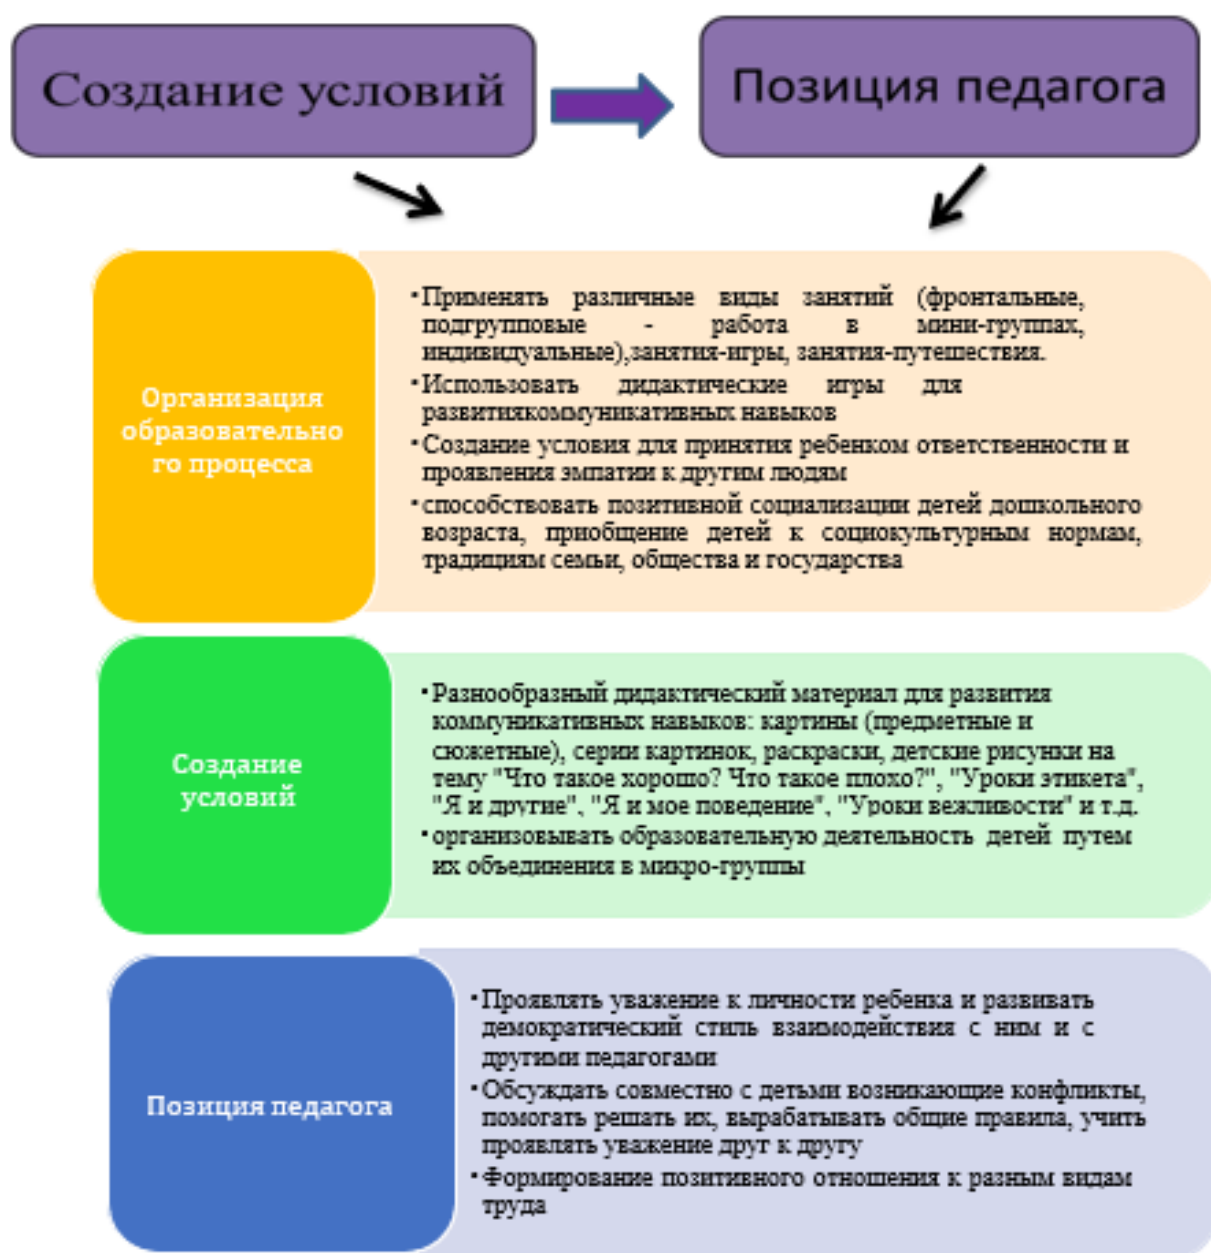 Создание условий
Позиция педагога
Организация
образовательно
го процесса
•Применять различные виды занятий (фронтальные,
подгрупповые - работа в мини-группах,
индивидуальные),занятия-игры, занятия-путешествия.
•Использовать дидактические игры для
развитиякоммуникативных навыков
•Создание условия для принятия ребенком ответственности и
проявления эмпатии к другим людям
•способствовать позитивной социализации детей дошкольного
возраста, приобщение детей к социокультурным нормам,
традициям семьи, общества и государства
Создание
условий
•Разнообразный дидактический материал для развития
коммуникативных навыков: картины (предметные и
сюжетные), серии картинок, раскраски, детские рисунки на
тему "Что такое хорошо? Что такое плохо?", "Уроки этикета",
"Я и другие", "Я и мое поведение", "Уроки вежливости" и т.д.
•организовывать образовательную деятельность детей путем
их объединения в микро-группы
Позиция педагога
•Проявлять уважение к личности ребенка и развивать
демократический стиль взаимодействия с ним и с
другими педагогами
•Обсуждать совместно с детьми возникающие конфликты,
помогать решать их, вырабатывать общие правила, учить
проявлять уважение друг к другу
•Формирование позитивного отношения к разным видам
труда